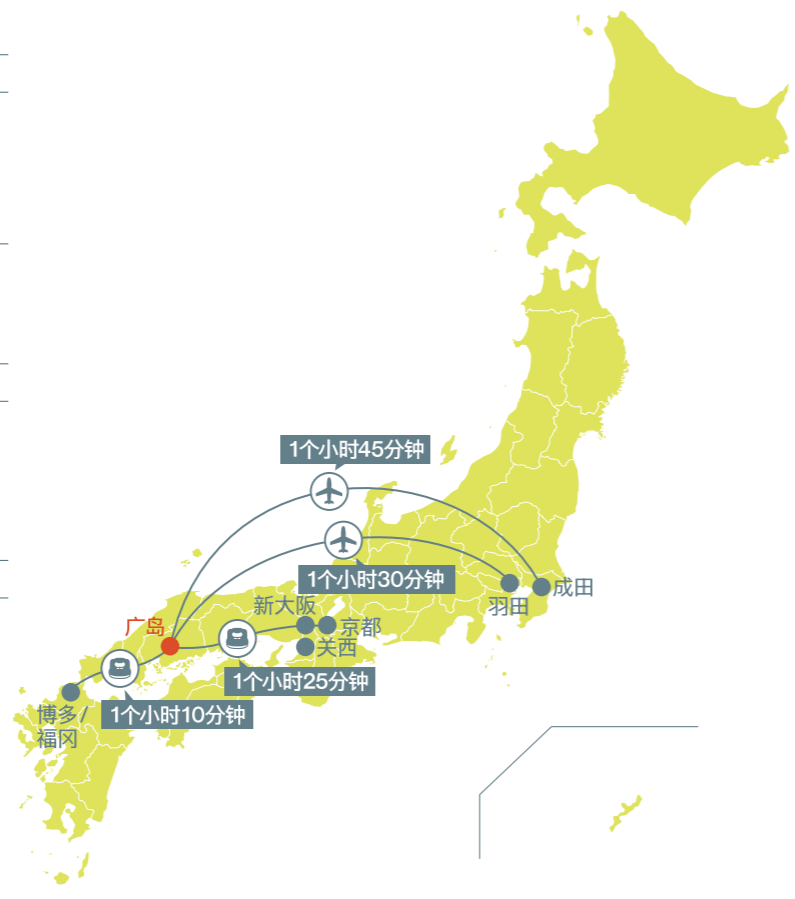 1个小时45分钟
1个小时30分钟
成田
羽田
新大阪
广岛
京都
关西
1个小时25分钟
1个小时10分钟
博多/
福冈